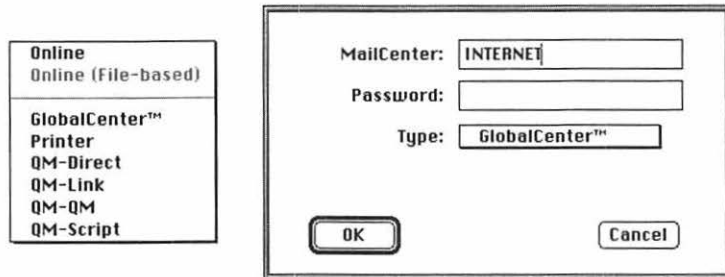 Online
Online (File-based)
GlobalCenter™
Printer
QM-Direct
QM-Link
QM-QM
QM-Script
MailCenter: INTERNET
Password:
Type: GlobalCenter™
OK
Cancel